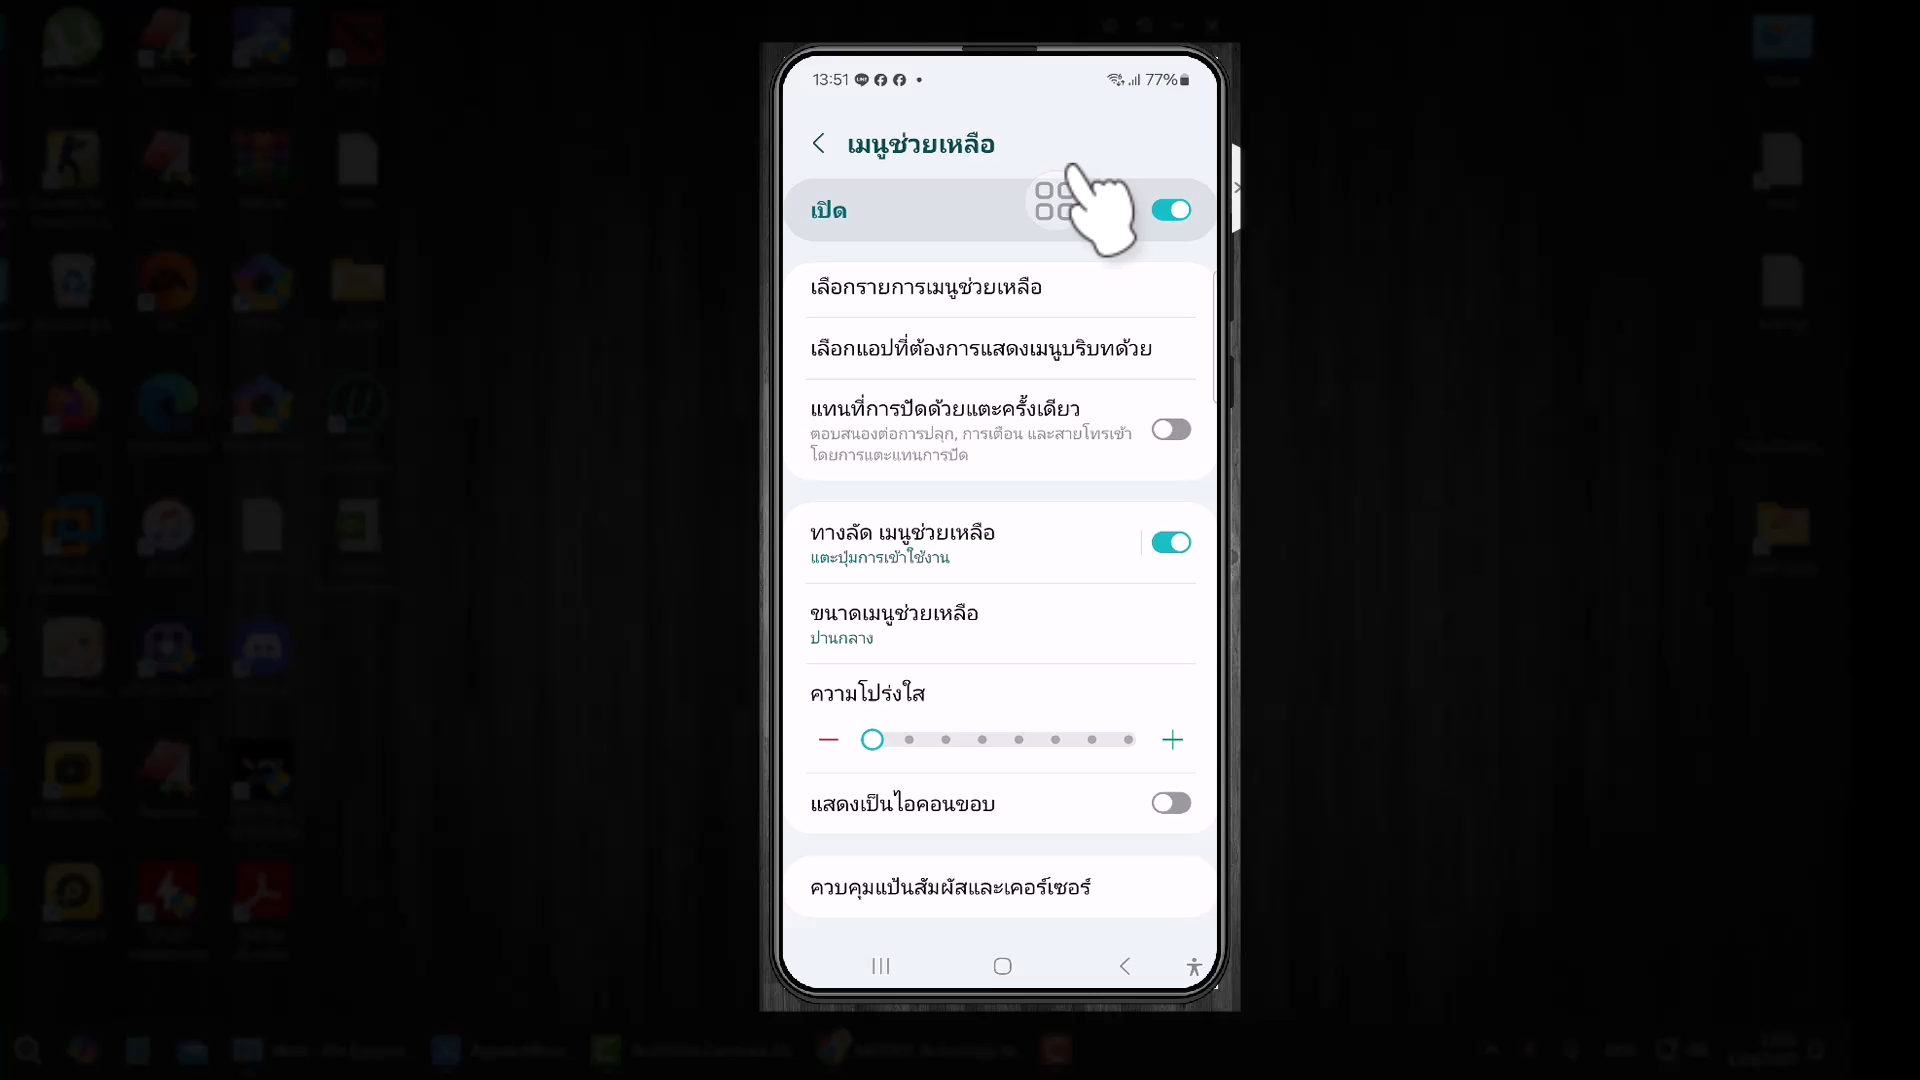 13:51
77%
เมนูช่วยเหลือ
เปิด
เลือกรายการเมนูช่วยเหลือ
เลือกแอปที่ต้องการแสดงเมนูบริบทด้วย
แทนที่การปัดด้วยแตะครั้งเดียว
ตอบสนองต่อการปลุก, การเตือน และสายโทรเข้า
โดยการแตะแทนการปัด
ทางลัด เมนูช่วยเหลือ
แตะปุ่มการเข้าใช้งาน
ขนาดเมนูช่วยเหลือ
ปานกลาง
ความโปร่งใส
แสดงเป็นไอคอนขอบ
ควบคุมแป้นสัมผัสและเคอร์เซอร์